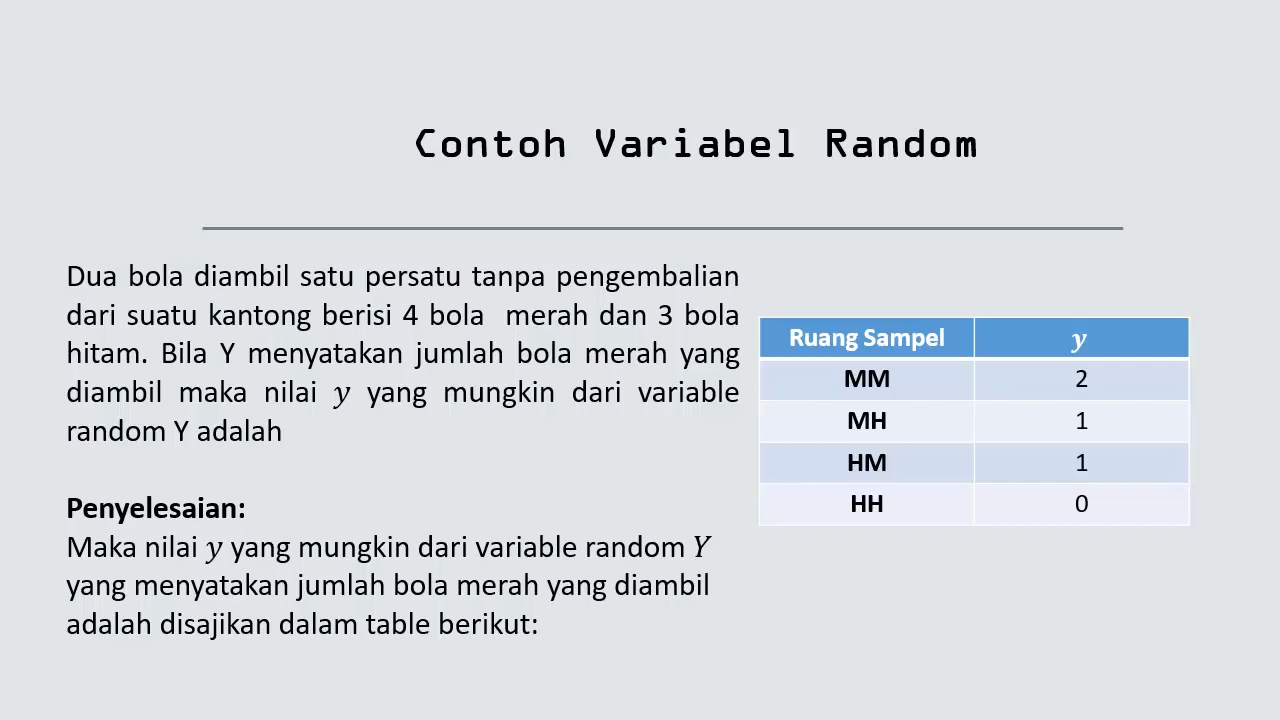 Contoh Variabel Random
Dua bola diambil satu persatu tanpa pengembalian
dari suatu kantong berisi 4 bola merah dan 3 bola
hitam. Bila Y menyatakan jumlah bola merah yang
diambil maka nilai y yang mungkin dari variable
random Y adalah
Penyelesaian:
Maka nilai y yang mungkin dari variable random Y
yang menyatakan jumlah bola merah yang diambil
adalah disajikan dalam table berikut:
Ruang Sampel y
MM 2
MH 1
HM 1
HH 0